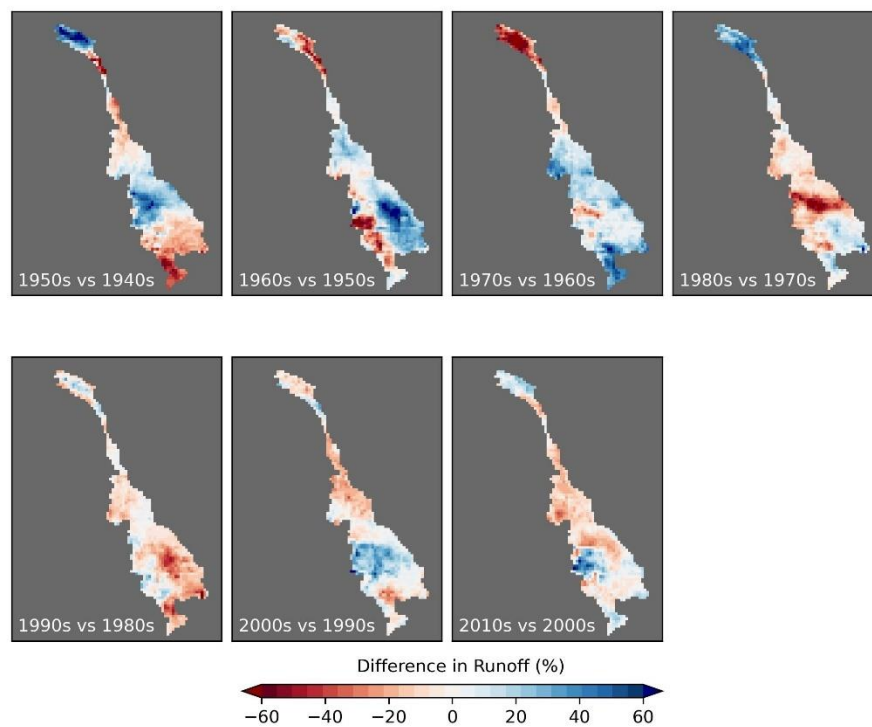 1950s vs 1940s
1960s vs 1950s
1970s vs 1960s
1980s vs 1970s
1990s vs 1980s
2000s vs 1990s
2010s vs 2000s
Difference in Runoff (%)
−60 −40 −20 0 20 40 60